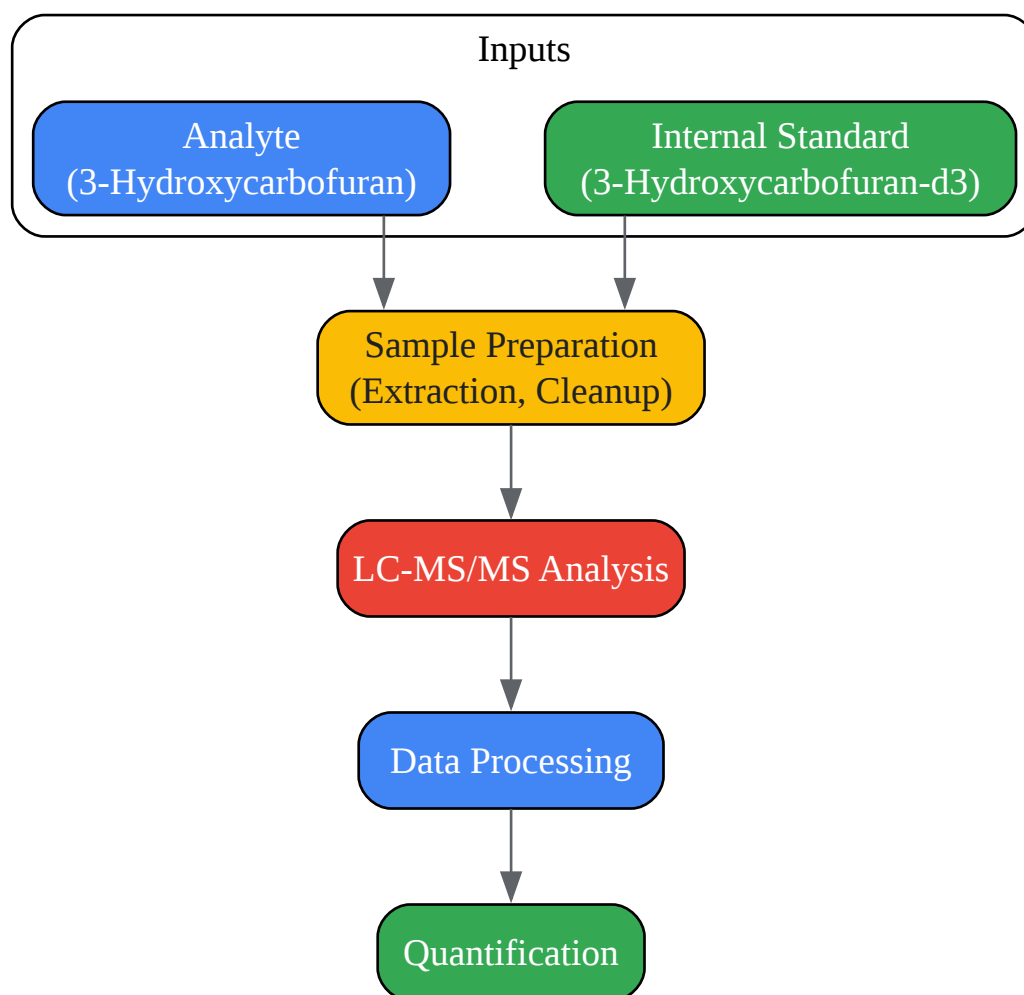 Inputs
Analyte
(3-Hydroxycarbofuran)
Internal Standard
(3-Hydroxycarbofuran-d3)
Sample Preparation
(Extraction, Cleanup)
LC-MS/MS Analysis
Data Processing
Quantification